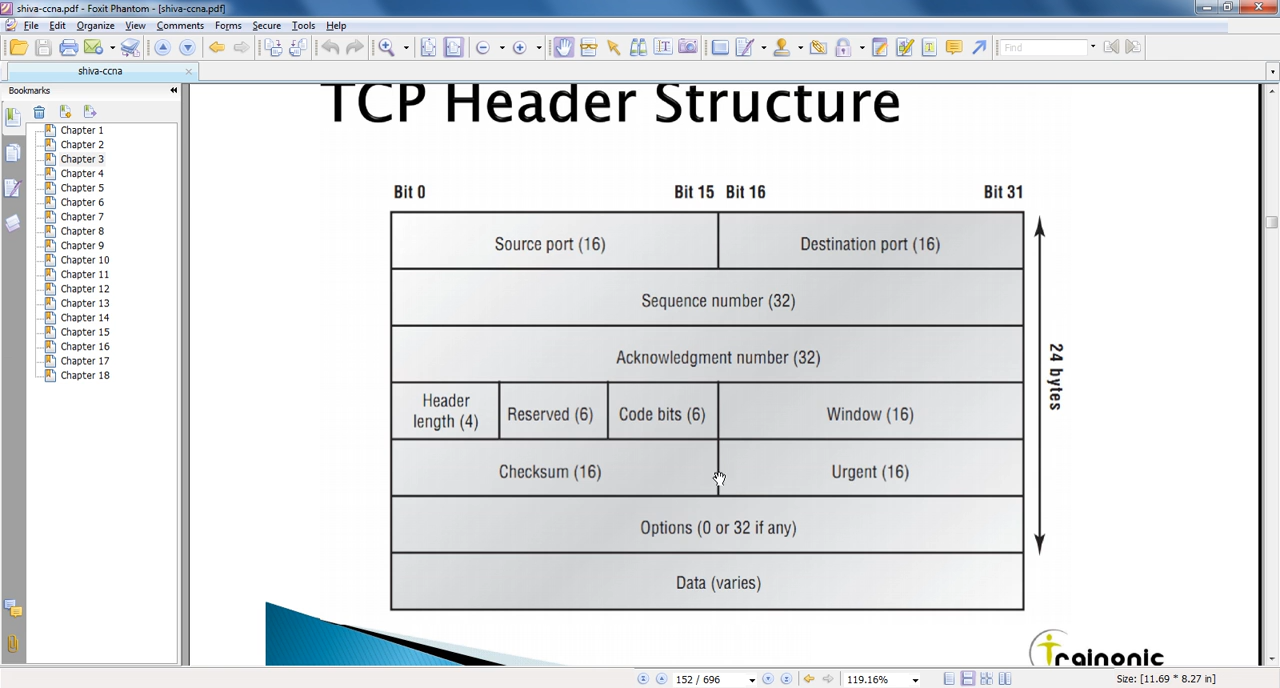 shiva-ccna.pdf - Foxit Phantom - [shiva-ccna.pdf]
File Edit Organize View Comments Forms Secure Tools Help
Find
shiva-ccna
Bookmarks
Chapter 1
Chapter 2
Chapter 3
Chapter 4
Chapter 5
Chapter 6
Chapter 7
Chapter 8
Chapter 9
Chapter 10
Chapter 11
Chapter 12
Chapter 13
Chapter 14
Chapter 15
Chapter 16
Chapter 17
Chapter 18
TCP Header Structure
Bit 0 Bit 15 Bit 16 Bit 31
Source port (16) Destination port (16)
Sequence number (32)
Acknowledgment number (32)
Header
length (4) Reserved (6) Code bits (6) Window (16)
Checksum (16) Urgent (16)
Options (0 or 32 if any)
Data (varies)
24 bytes
Trainonic
152 / 696 119.16% Size: [11.69 * 8.27 in]